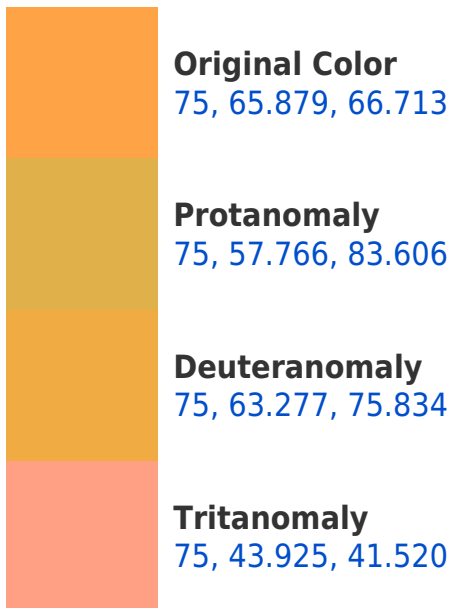 Original Color
75, 65.879, 66.713
Protanomaly
75, 57.766, 83.606
Deuteranomaly
75, 63.277, 75.834
Tritanomaly
75, 43.925, 41.520